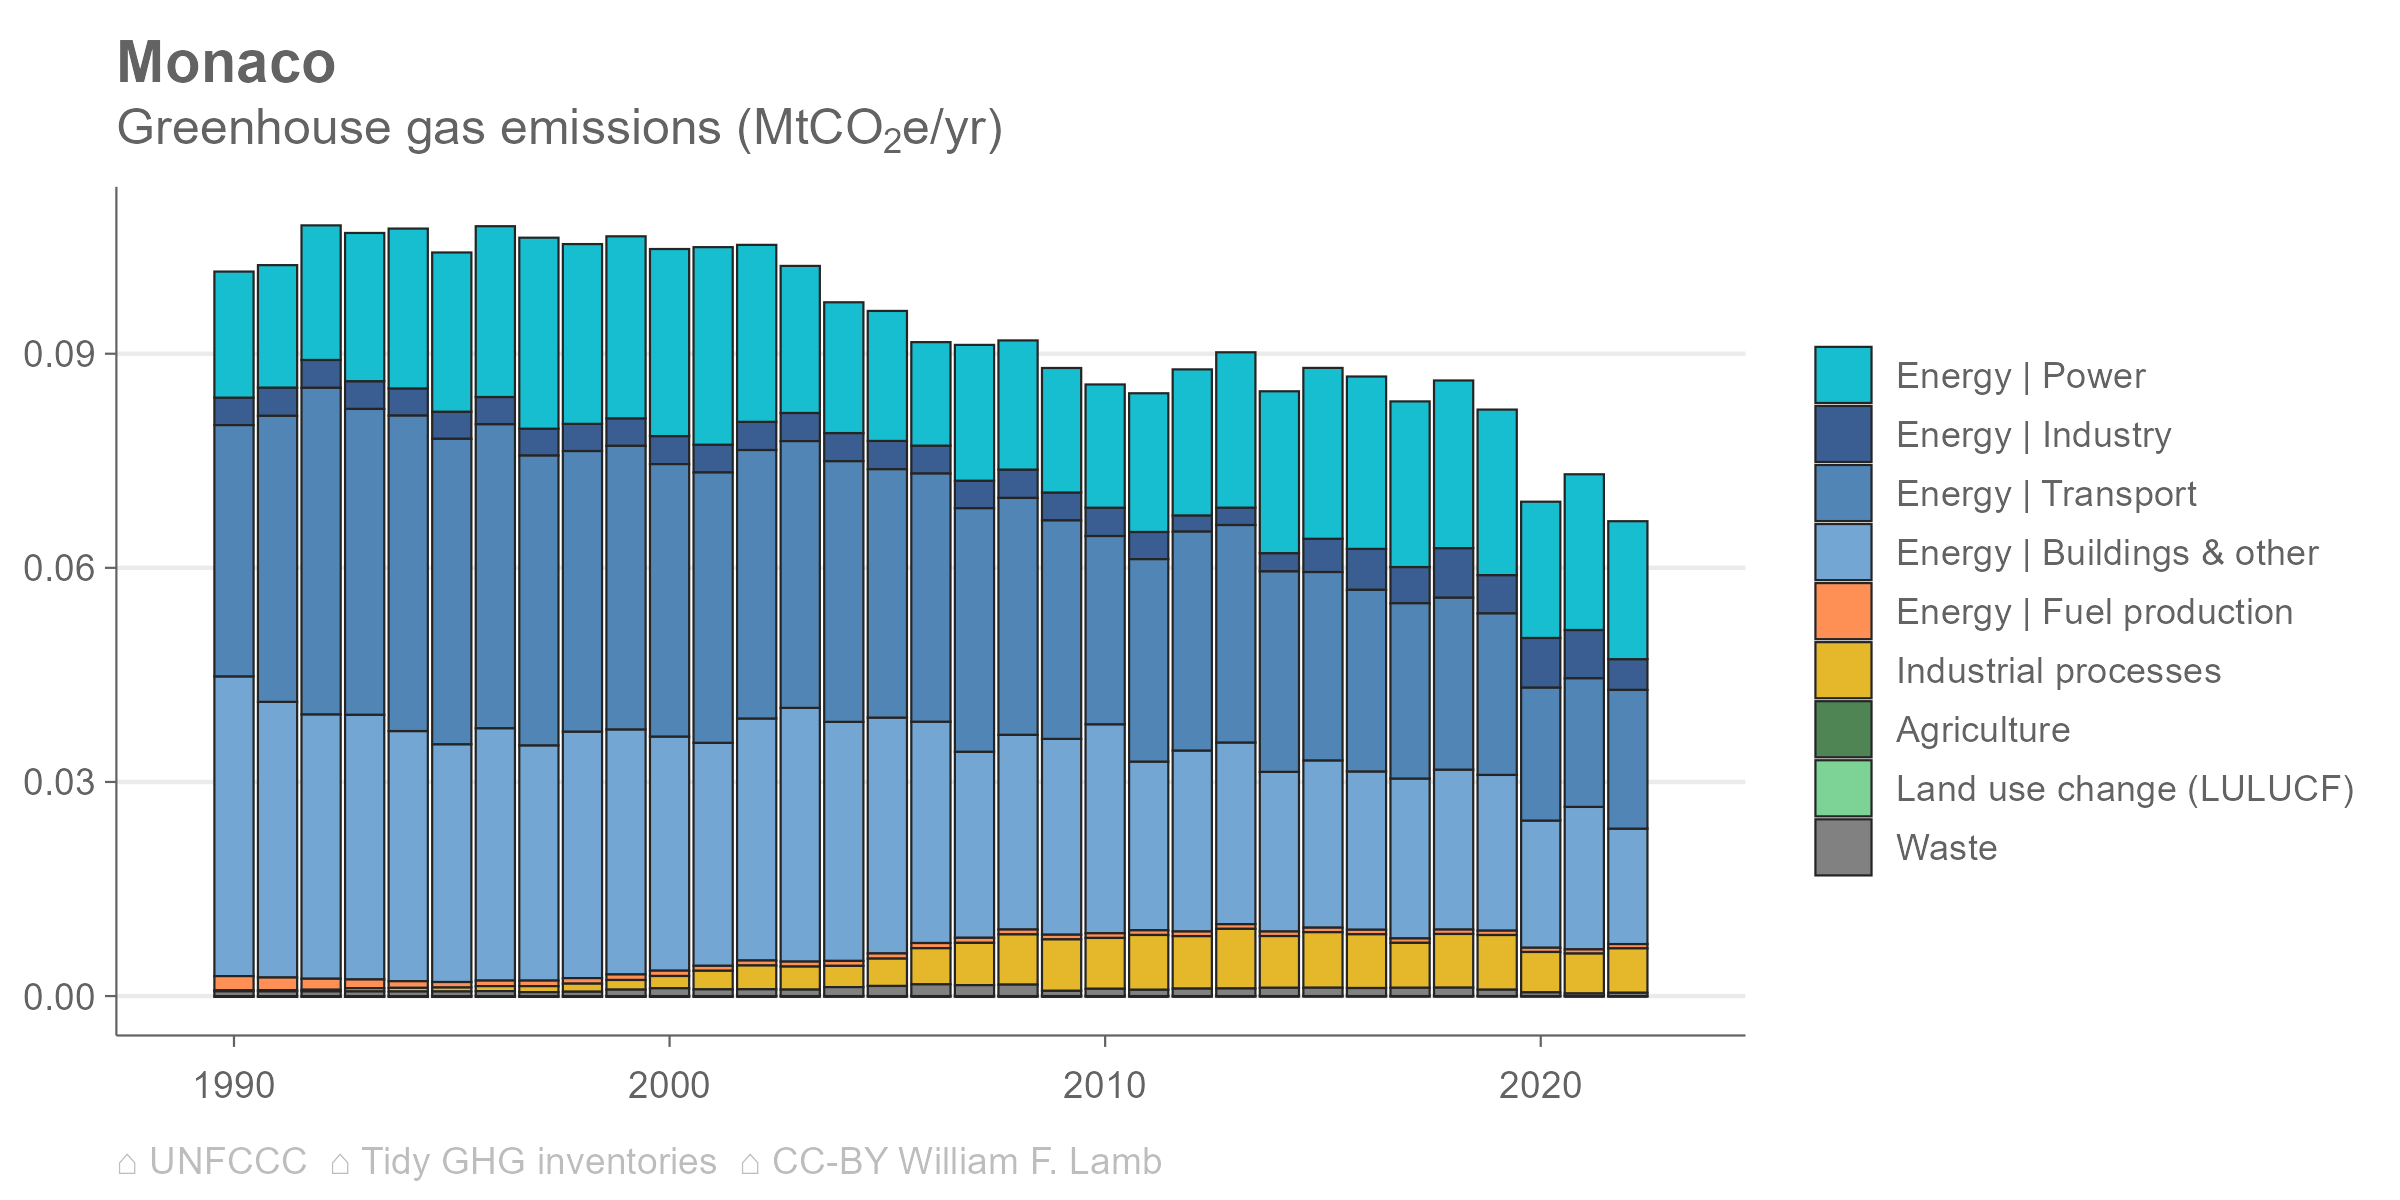 Monaco
Greenhouse gas emissions (MtCO₂e/yr)
0.09
0.06
0.03
0.00
1990
2000
2010
2020
Energy | Power
Energy | Industry
Energy | Transport
Energy | Buildings & other
Energy | Fuel production
Industrial processes
Agriculture
Land use change (LULUCF)
Waste
⌂ UNFCCC ⌂ Tidy GHG inventories ⌂ CC-BY William F. Lamb